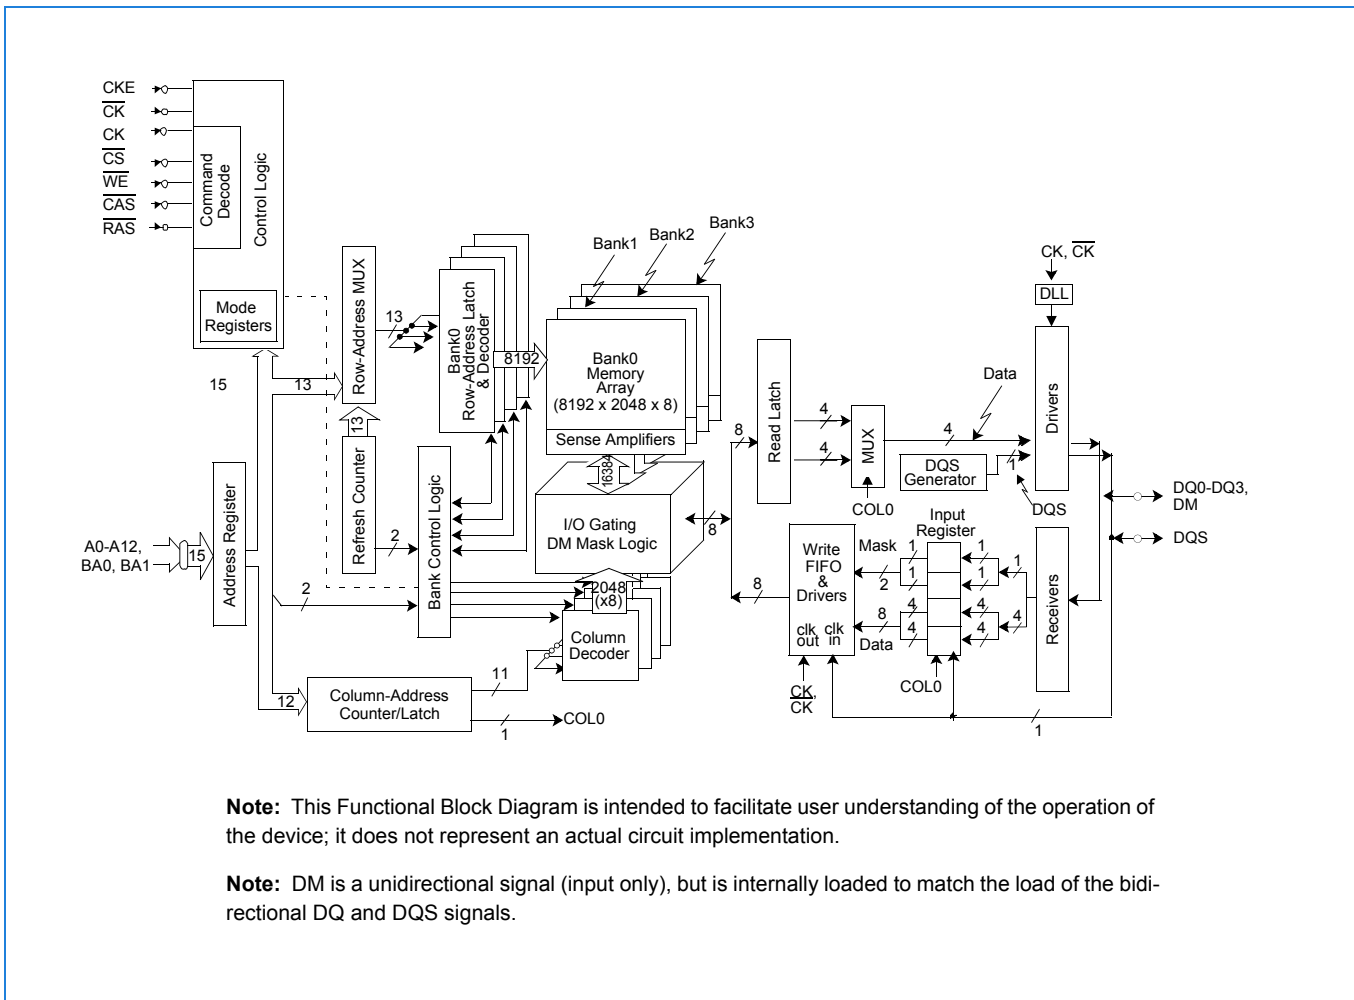 CKE
CK
CK
CS
WE
CAS
RAS
Command
Decode
Control Logic
Mode
Registers
15
13
Row-Address MUX
13
Refresh Counter
13
Bank0
Row-Address Latch
& Decoder
8192
Bank1
Bank2
Bank3
Bank0
Memory
Array
(8192 x 2048 x 8)
Sense Amplifiers
16384
I/O Gating
DM Mask Logic
2048
(x8)
Column
Decoder
Bank Control Logic
2
2
A0-A12,
BA0, BA1
15
Address Register
12
Column-Address
Counter/Latch
11
1
COL0
8
8
8
Read Latch
4
4
MUX
COL0
4
Data
DQS
Generator
1
DQS
CK, CK
DLL
Drivers
DQ0-DQ3,
DM
DQS
Receivers
Input
Register
1
1
1
1
1
4
4
4
4
4
Mask
2
8
Data
Write
FIFO
&
Drivers
clk
out
clk
in
CK,
CK
COL0
1
Note: This Functional Block Diagram is intended to facilitate user understanding of the operation of
the device; it does not represent an actual circuit implementation.
Note: DM is a unidirectional signal (input only), but is internally loaded to match the load of the bidi-
rectional DQ and DQS signals.